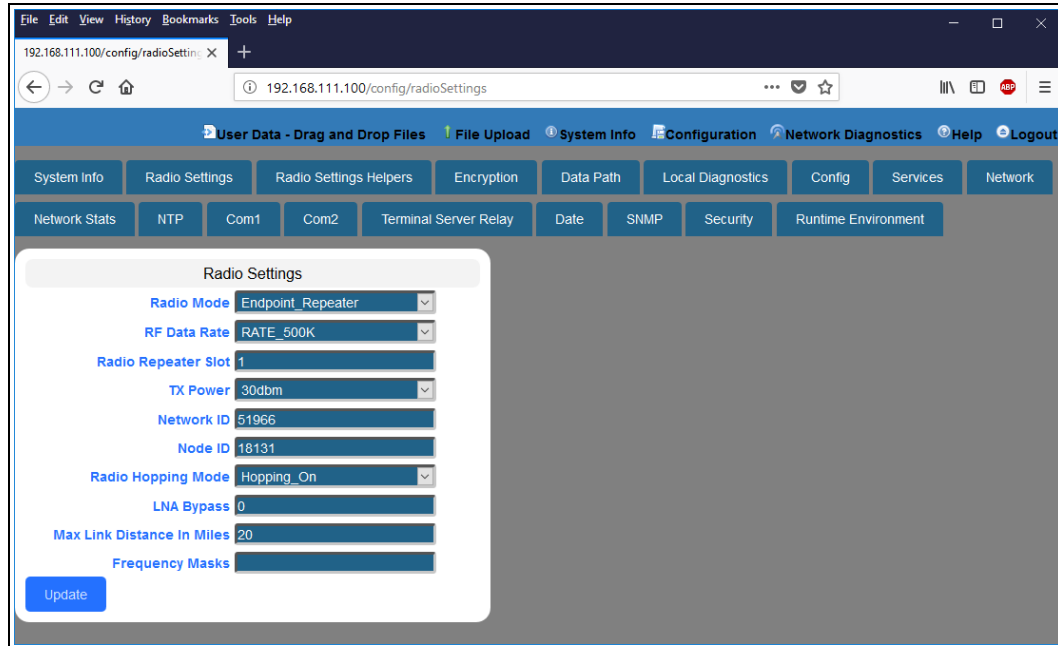 File Edit View History Bookmarks Tools Help
192.168.111.100/config/radioSetting
192.168.111.100/config/radioSettings
ABP
User Data - Drag and Drop Files File Upload System Info Configuration Network Diagnostics Help Logout
System Info Radio Settings Radio Settings Helpers Encryption Data Path Local Diagnostics Config Services Network
Network Stats NTP Com1 Com2 Terminal Server Relay Date SNMP Security Runtime Environment
Radio Settings
Radio Mode Endpoint_Repeater
RF Data Rate RATE_500K
Radio Repeater Slot 1
TX Power 30dbm
Network ID 51966
Node ID 18131
Radio Hopping Mode Hopping_On
LNA Bypass 0
Max Link Distance In Miles 20
Frequency Masks
Update